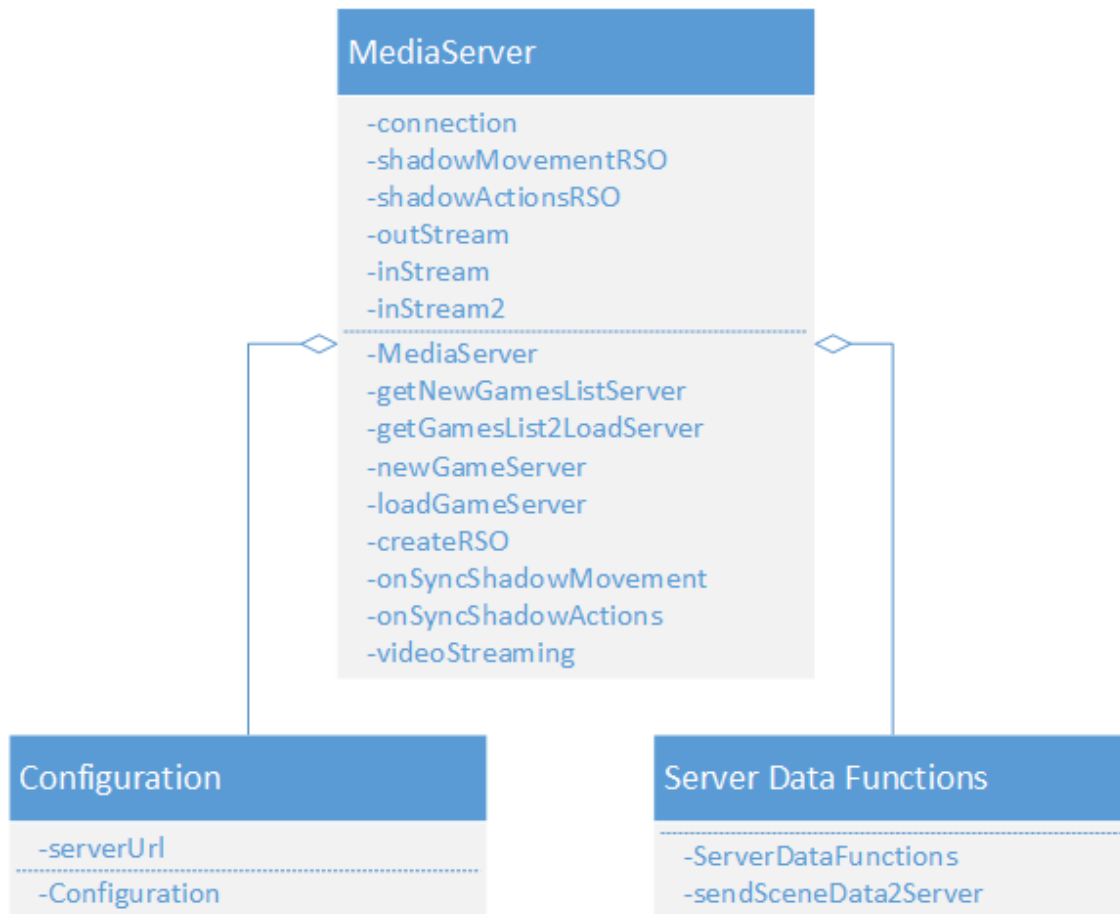 MediaServer
-connection
-shadowMovementRSO
-shadowActionsRSO
-outStream
-inStream
-inStream2
-MediaServer
-getNewGamesListServer
-getGamesList2LoadServer
-newGameServer
-loadGameServer
-createRSO
-onSyncShadowMovement
-onSyncShadowActions
-videoStreaming
Configuration
-serverUrl
-Configuration
Server Data Functions
-ServerDataFunctions
-sendSceneData2Server